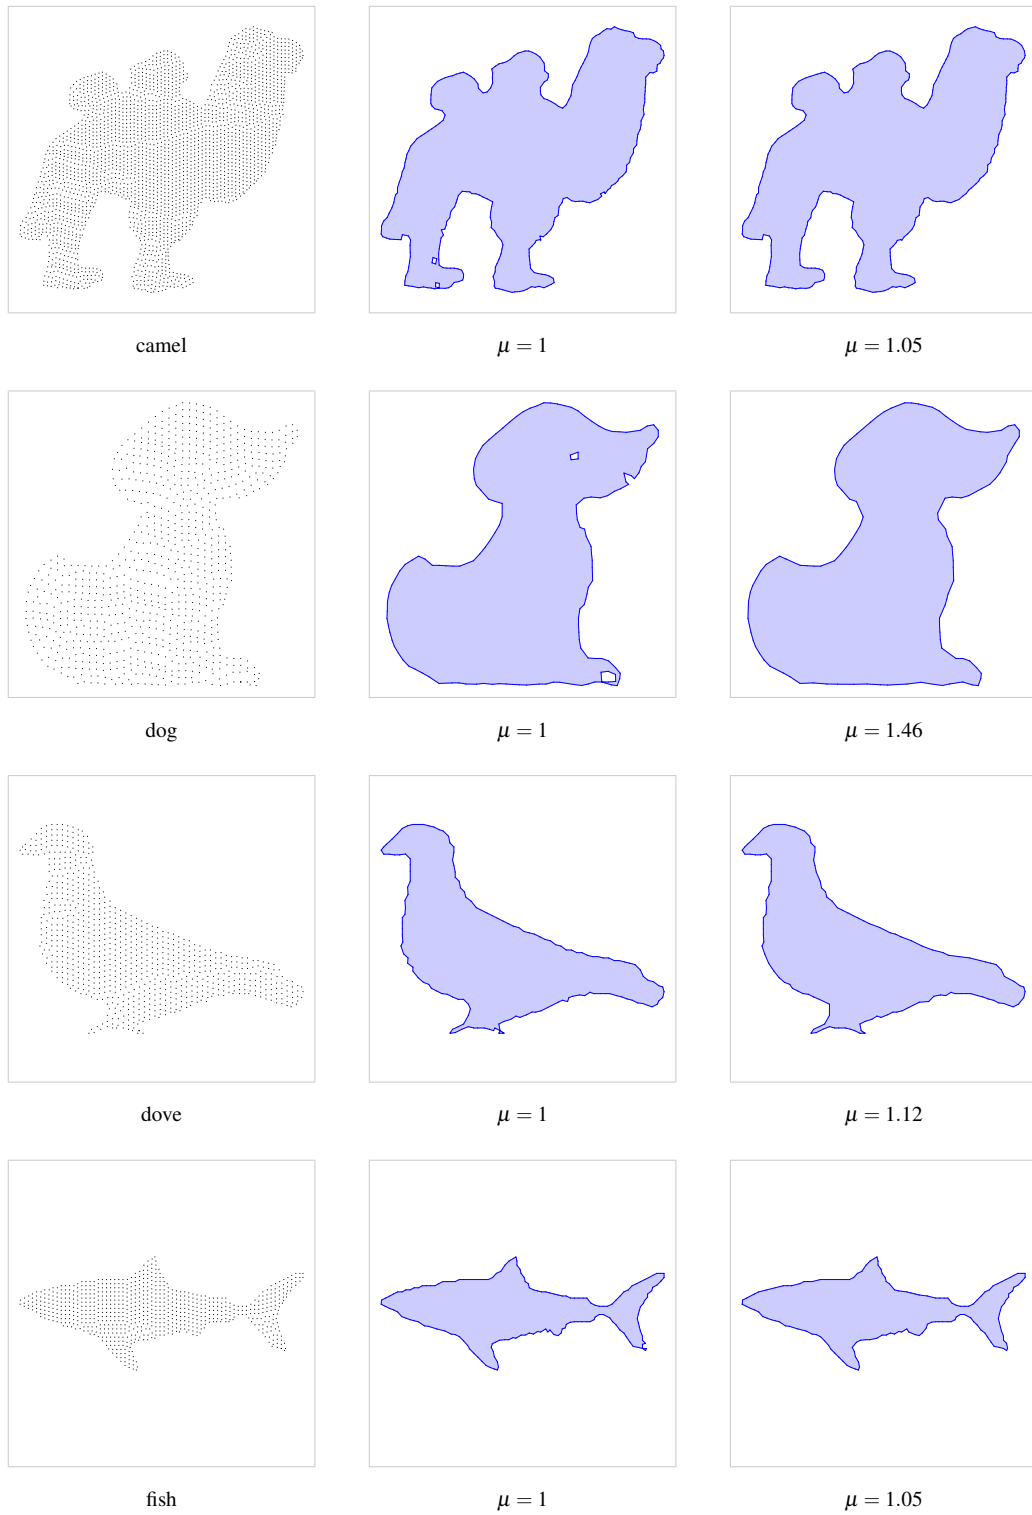 camel μ = 1 μ = 1.05
dog μ = 1 μ = 1.46
dove μ = 1 μ = 1.12
fish μ = 1 μ = 1.05